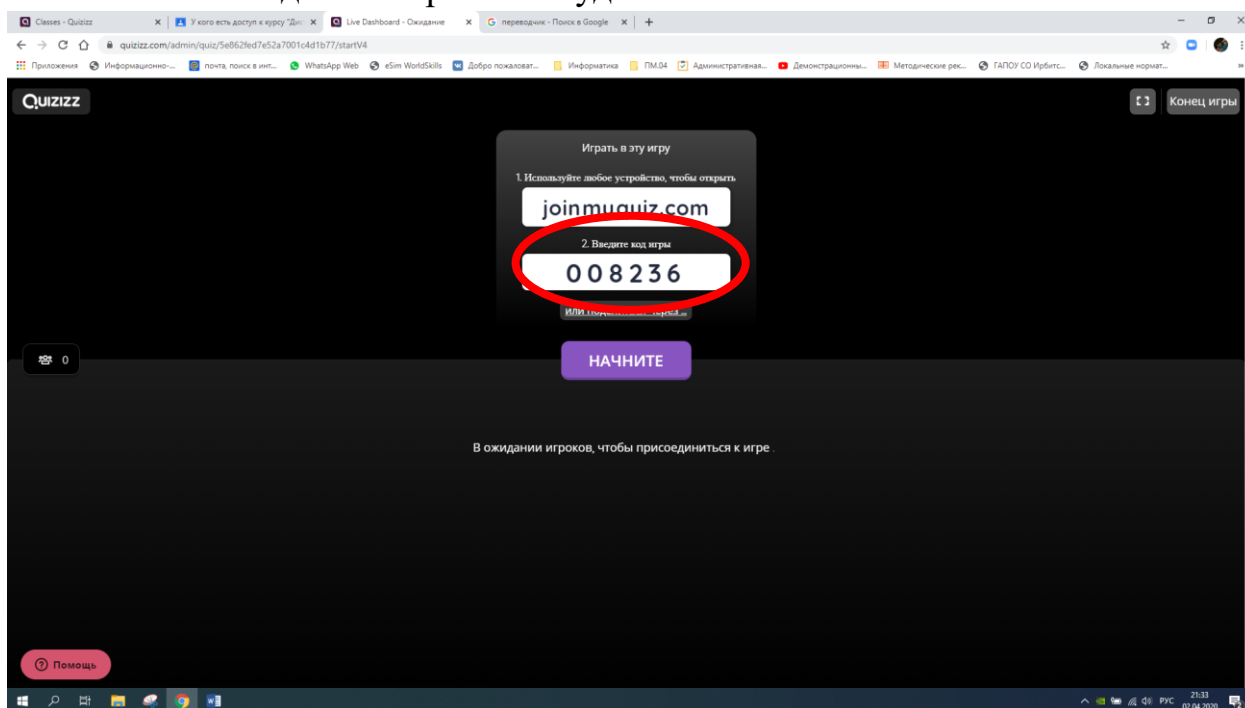 Classes - Quizizz
У кого есть доступ к курсу "Дис
Live Dashboard - Ожидание
переводчик - Поиск в Google
quizizz.com/admin/quiz/5e862fed7e52a7001c4d1b77/startV4
Приложения Информационно-... почта, поиск в инт... WhatsApp Web eSim WorldSkills Добро пожаловат... Информатика ПМ.04 Административная... Демонстрационны... Методические рек... ГАПОУ СО Ирбитс... Локальные нормат...
Quizizz
Конец игры
Играть в эту игру
1. Используйте любое устройство, чтобы открыть
joinmyquiz.com
2. Введите код игры
008236
или
НАЧНИТЕ
0
В ожидании игроков, чтобы присоединиться к игре .
Помощь
РУС
21:33
02.04.2020